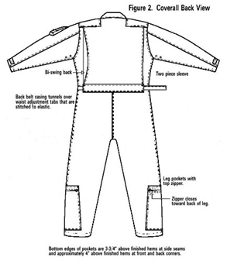 Figure 2. Coverall Back View
Bi-swing back
Two piece sleeve
Back belt casing tunnels over
waist adjustment tabs that are
stitched to elastic.
Leg pockets with
top zipper.
Zipper closes
toward back of leg.
Bottom edges of pockets are 3-3/4" above finished hems at side seams
and approximately 4" above finished hems at front and back corners.